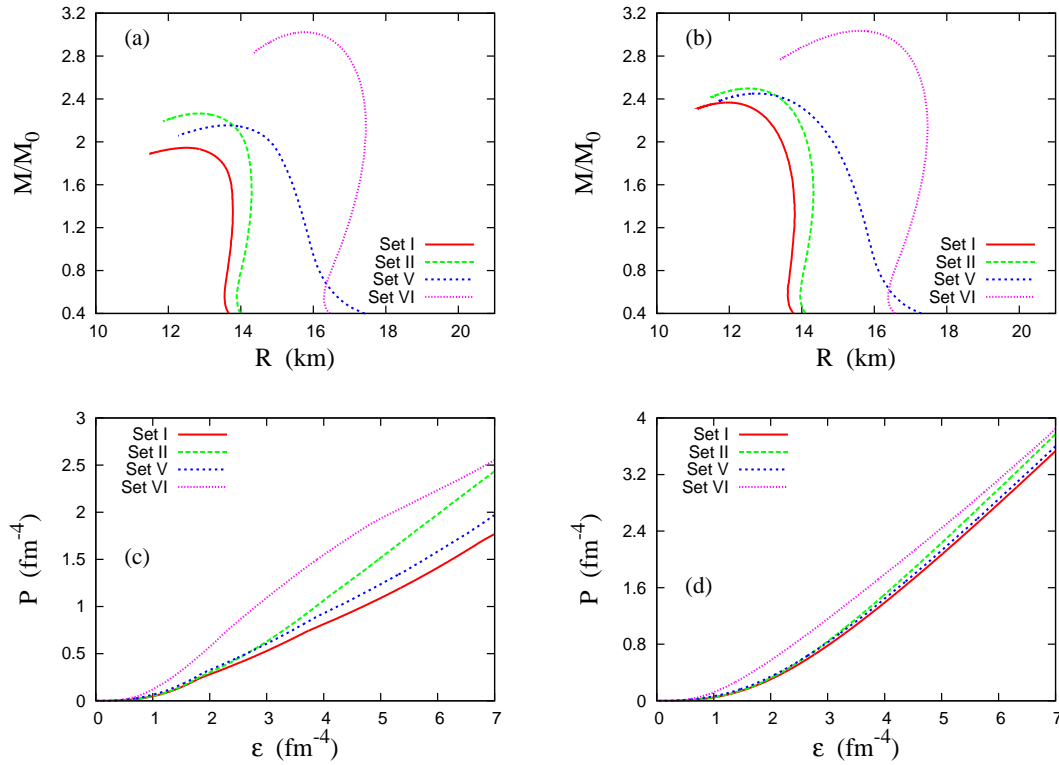 (a)
3.2
2.8
2.4
2
1.6
1.2
0.8
0.4
M/M_0
Set I
Set II
Set V
Set VI
10 12 14 16 18 20
R (km)
(b)
3.2
2.8
2.4
2
1.6
1.2
0.8
0.4
M/M_0
Set I
Set II
Set V
Set VI
10 12 14 16 18 20
R (km)
3
2.5
2
1.5
1
0.5
0
P (fm^-4)
Set I
Set II
Set V
Set VI
(c)
0 1 2 3 4 5 6 7
ε (fm^-4)
4
3.2
2.4
1.6
0.8
0
P (fm^-4)
Set I
Set II
Set V
Set VI
(d)
0 1 2 3 4 5 6 7
ε (fm^-4)